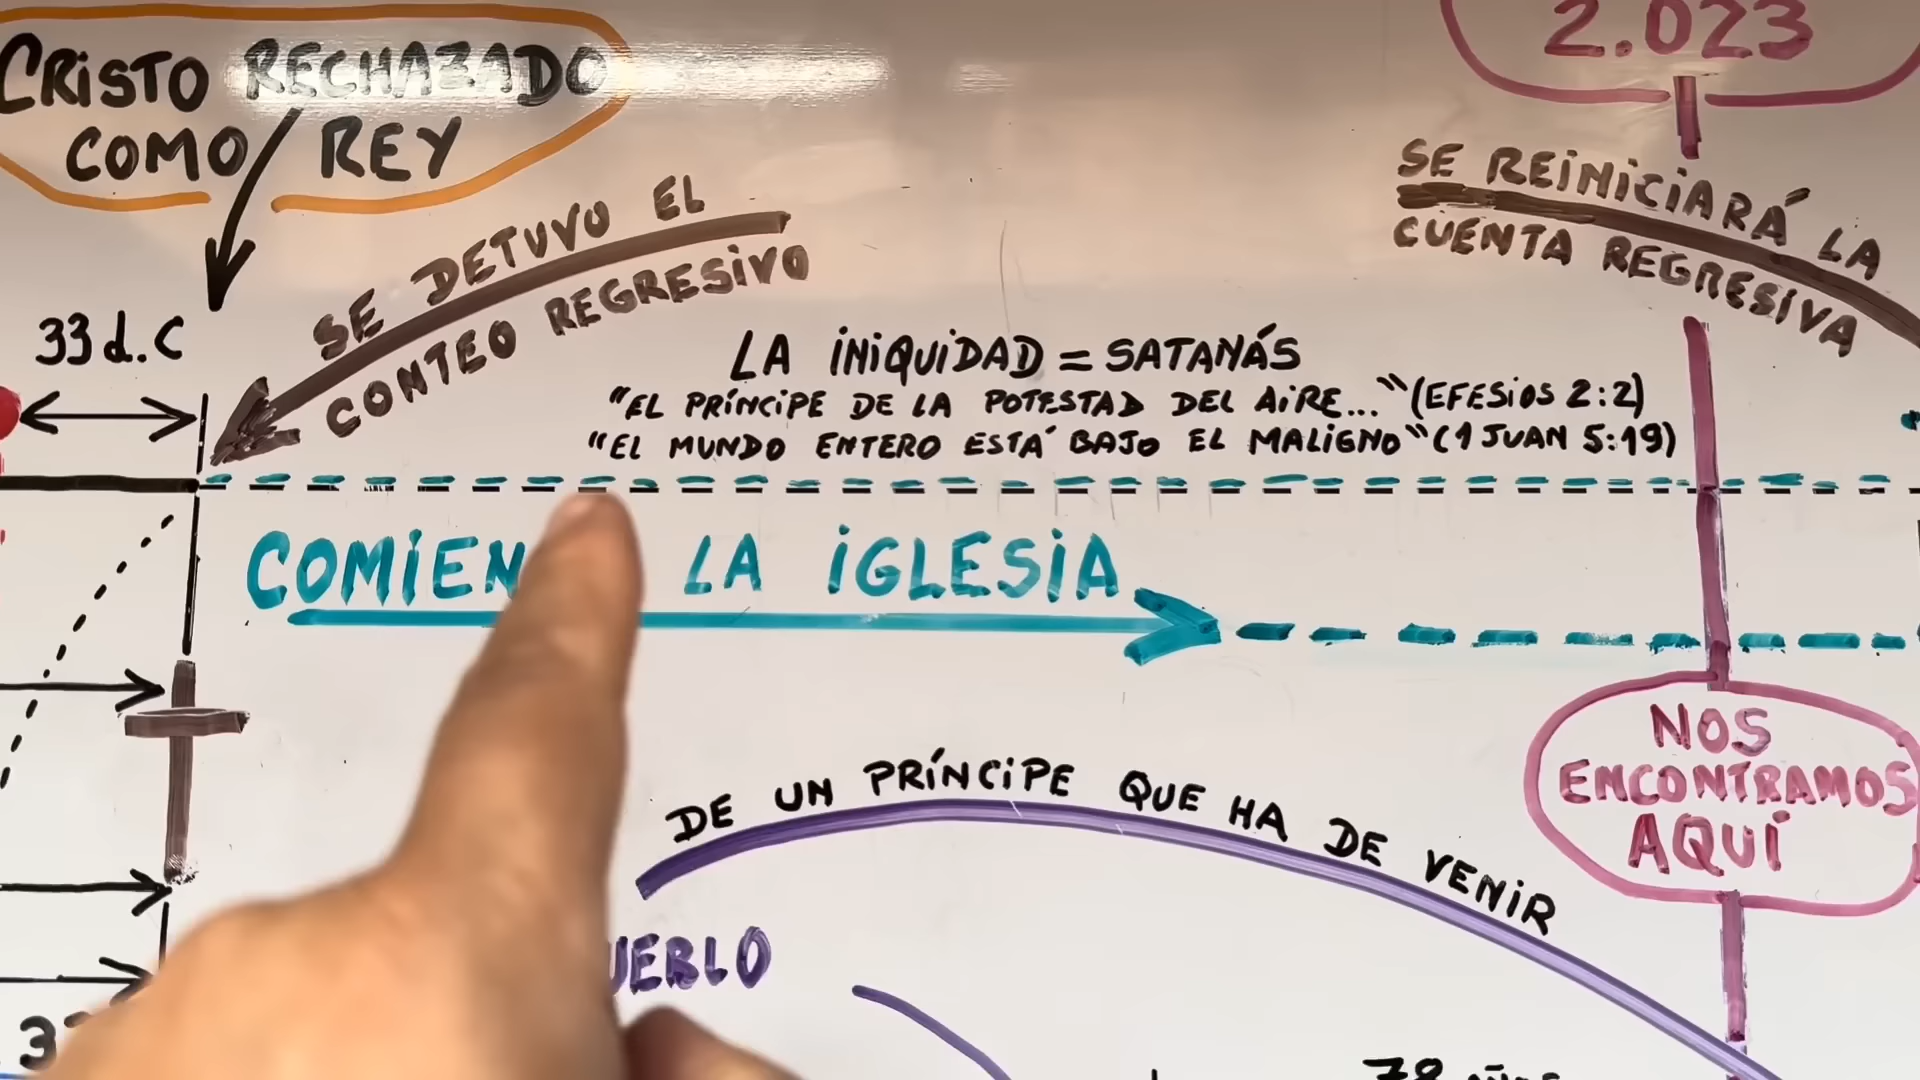 CRISTO RECHAZADO
COMO REY
2.023
SE DETUVO EL
CONTEO REGRESIVO
SE REINICIARÁ LA
CUENTA REGRESIVA
33 d.C
LA INIQUIDAD = SATANÁS
"EL PRÍNCIPE DE LA POTESTAD DEL AIRE..." (EFESIOS 2:2)
"EL MUNDO ENTERO ESTÁ BAJO EL MALIGNO" (1 JUAN 5:19)
LA IGLESIA
NOS
ENCONTRAMOS
AQUÍ
DE UN PRÍNCIPE QUE HA DE VENIR